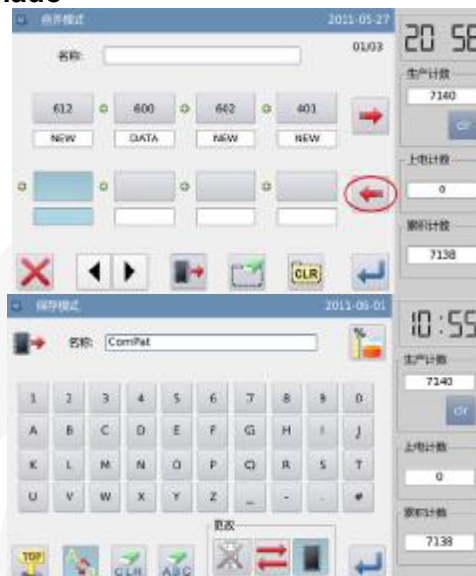 合并模式 2011-05-27
名称: 01/03
612 600 602 401
NEW DATA NEW NEW
CLR
20 58
生产计数
7140
clr
上电计数
0
累积计数
7138
保存模式 2011-06-01
名称: ComPat
%
1 2 3 4 5 6 7 8 9 0
A B C D E F G H I J
K L M N O P Q R S T
U V W X Y Z _ - . #
更改
TOP CLR ABC
10:55
生产计数
7140
clr
上电计数
0
累积计数
7138